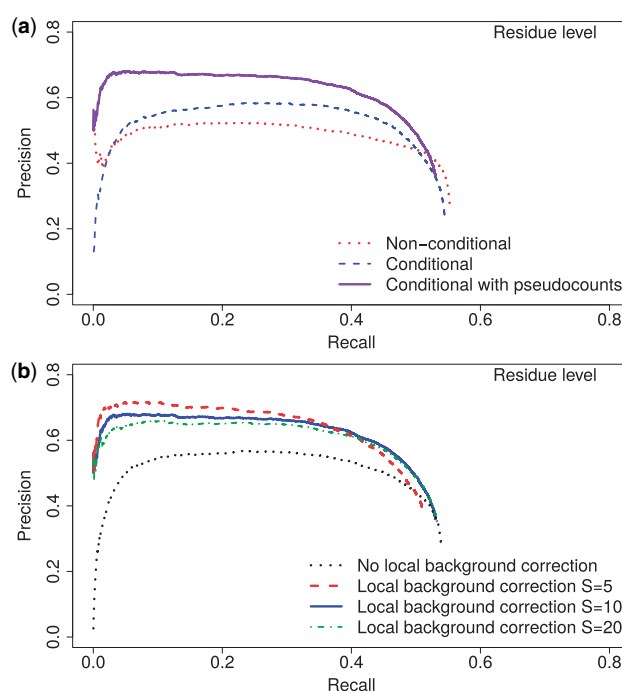 (a)
Residue level
0.8
0.6
0.4
0.2
0.0
Precision
Non-conditional
Conditional
Conditional with pseudocounts
0.0 0.2 0.4 0.6 0.8
Recall
(b)
Residue level
0.8
0.6
0.4
0.2
0.0
Precision
No local background correction
Local background correction S=5
Local background correction S=10
Local background correction S=20
0.0 0.2 0.4 0.6 0.8
Recall